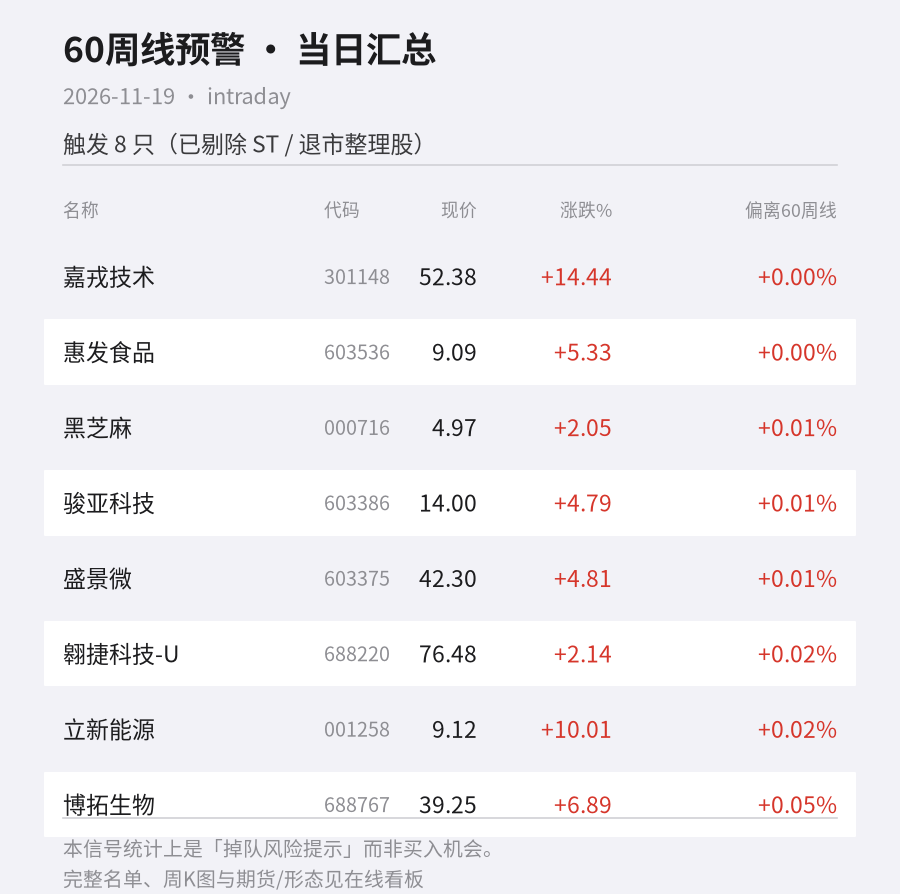 60周线预警 · 当日汇总
2026-11-19 · intraday
触发 8 只（已剔除 ST / 退市整理股）
名称 代码 现价 涨跌% 偏离60周线
嘉戎技术 301148 52.38 +14.44 +0.00%
惠发食品 603536 9.09 +5.33 +0.00%
黑芝麻 000716 4.97 +2.05 +0.01%
骏亚科技 603386 14.00 +4.79 +0.01%
盛景微 603375 42.30 +4.81 +0.01%
翱捷科技-U 688220 76.48 +2.14 +0.02%
立新能源 001258 9.12 +10.01 +0.02%
博拓生物 688767 39.25 +6.89 +0.05%
本信号统计上是「掉队风险提示」而非买入机会。
完整名单、周K图与期货/形态见在线看板